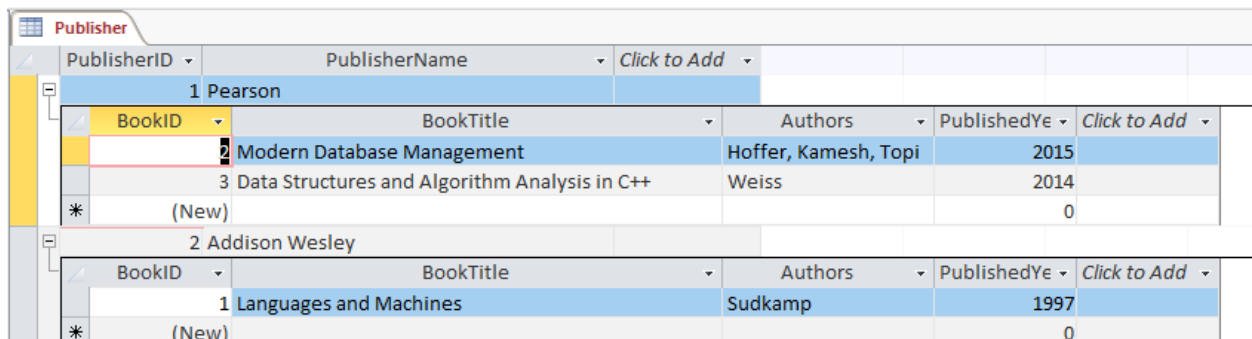 Publisher
PublisherID PublisherName Click to Add
1 Pearson
BookID BookTitle Authors PublishedYe Click to Add
2 Modern Database Management Hoffer, Kamesh, Topi 2015
3 Data Structures and Algorithm Analysis in C++ Weiss 2014
* (New) 0
2 Addison Wesley
BookID BookTitle Authors PublishedYe Click to Add
1 Languages and Machines Sudkamp 1997
* (New) 0